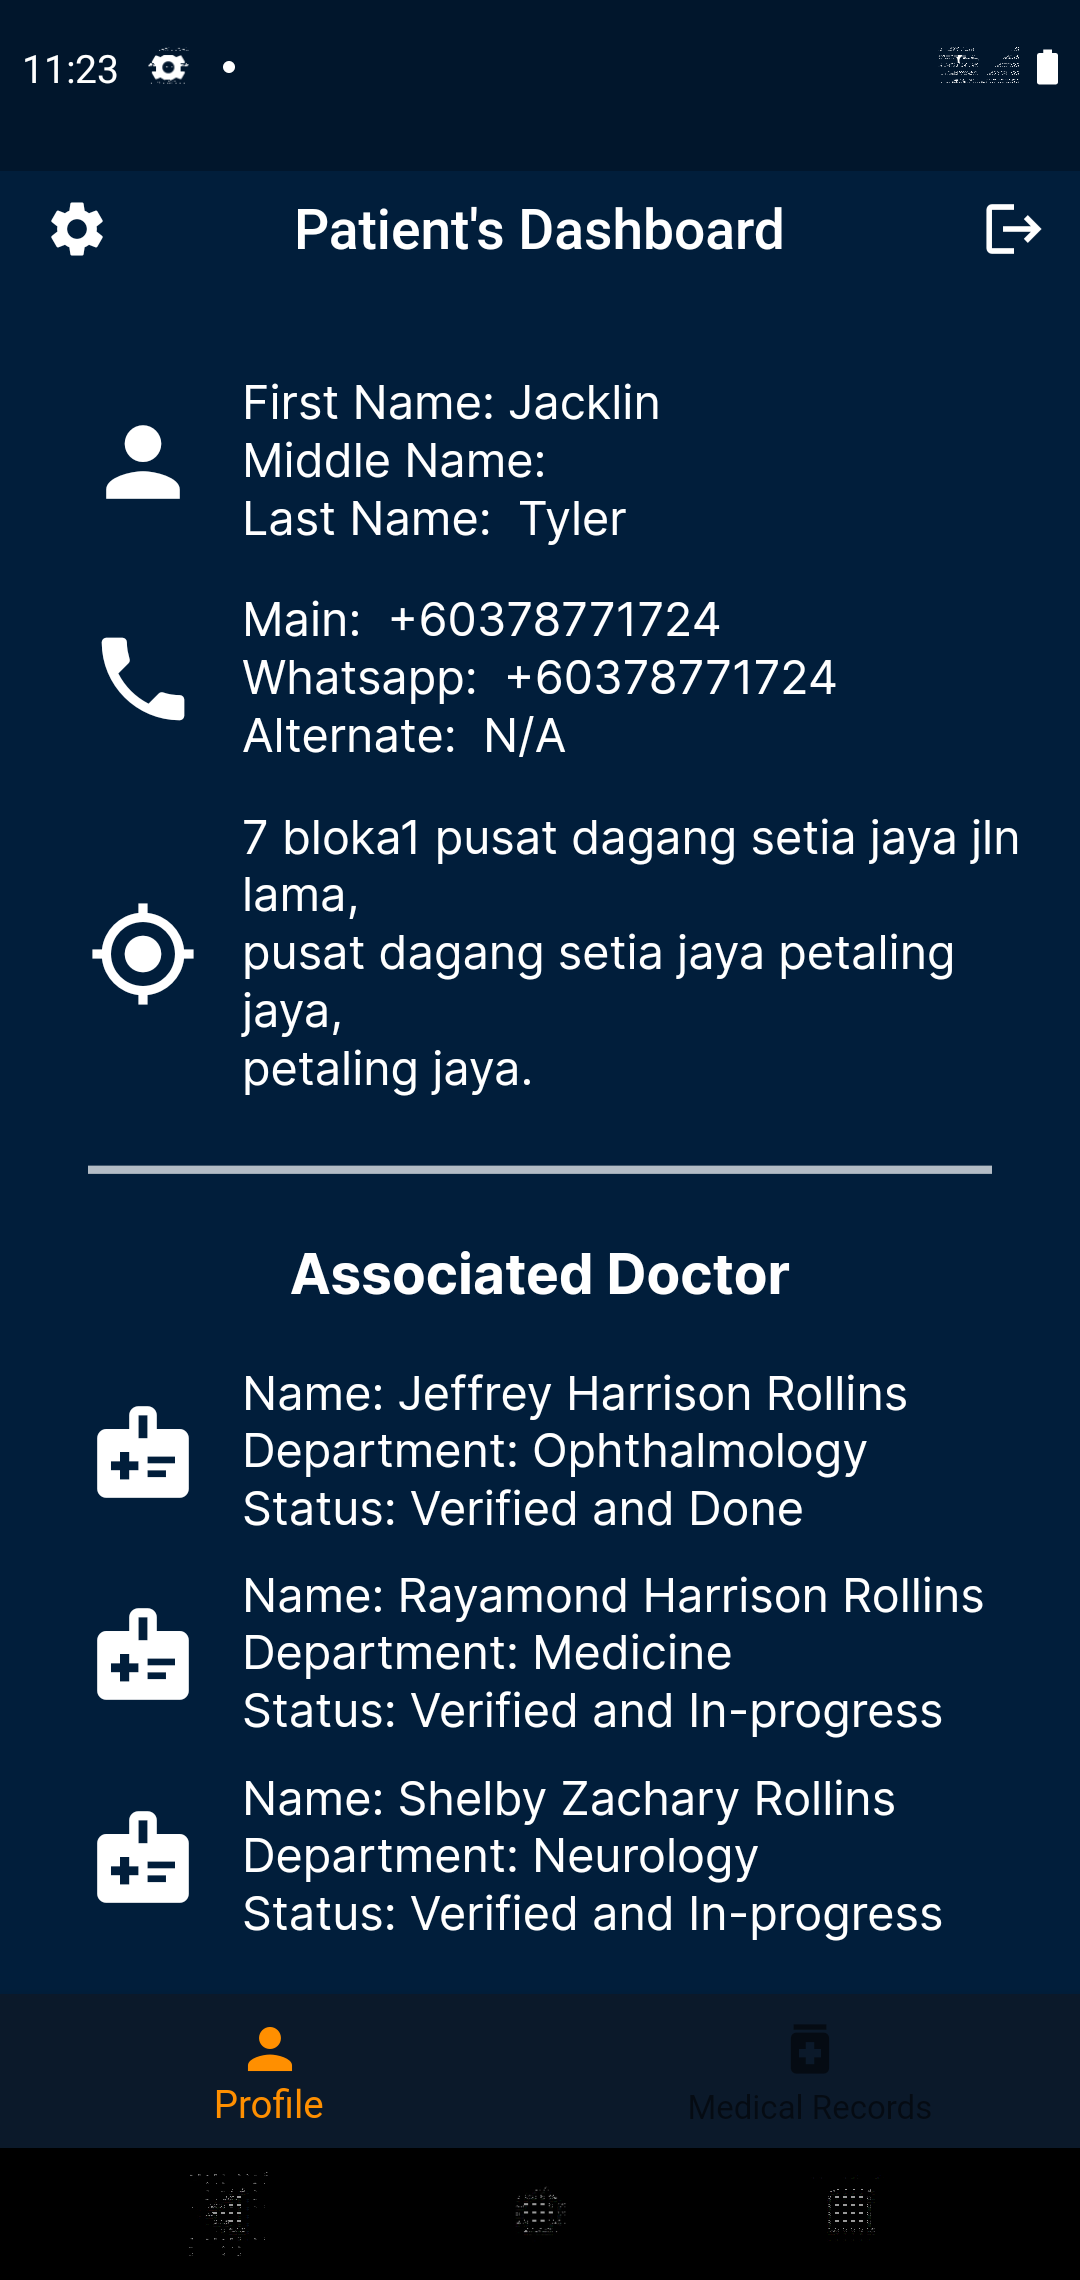 11:23
Patient's Dashboard
First Name: Jacklin
Middle Name:
Last Name: Tyler
Main: +60378771724
Whatsapp: +60378771724
Alternate: N/A
7 bloka1 pusat dagang setia jaya jln
lama,
pusat dagang setia jaya petaling
jaya,
petaling jaya.
Associated Doctor
Name: Jeffrey Harrison Rollins
Department: Ophthalmology
Status: Verified and Done
Name: Rayamond Harrison Rollins
Department: Medicine
Status: Verified and In-progress
Name: Shelby Zachary Rollins
Department: Neurology
Status: Verified and In-progress
Profile
Medical Records